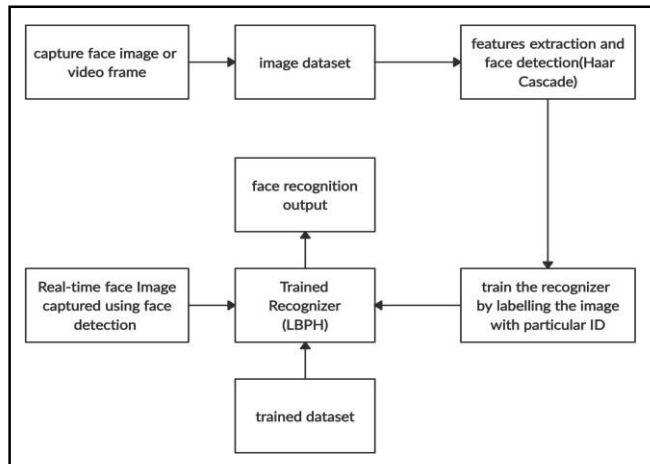 capture face image or
video frame
image dataset
features extraction and
face detection(Haar
Cascade)
face recognition
output
Real-time face Image
captured using face
detection
Trained
Recognizer
(LBPH)
train the recognizer
by labelling the image
with particular ID
trained dataset